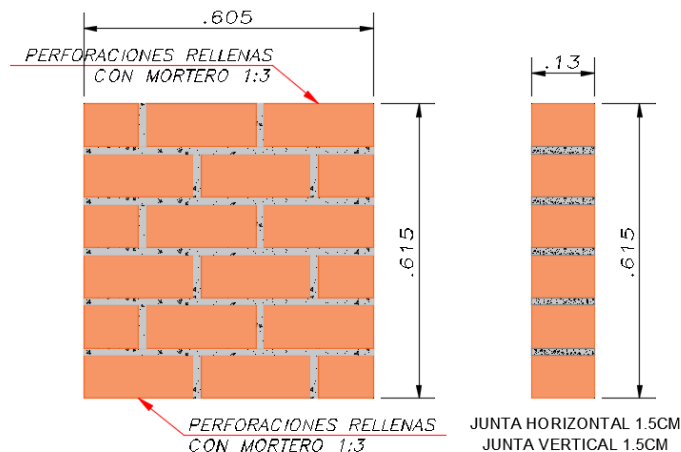 .605
PERFORACIONES RELLENAS
CON MORTERO 1:3
.13
.615
.615
PERFORACIONES RELLENAS
CON MORTERO 1:3
JUNTA HORIZONTAL 1.5CM
JUNTA VERTICAL 1.5CM